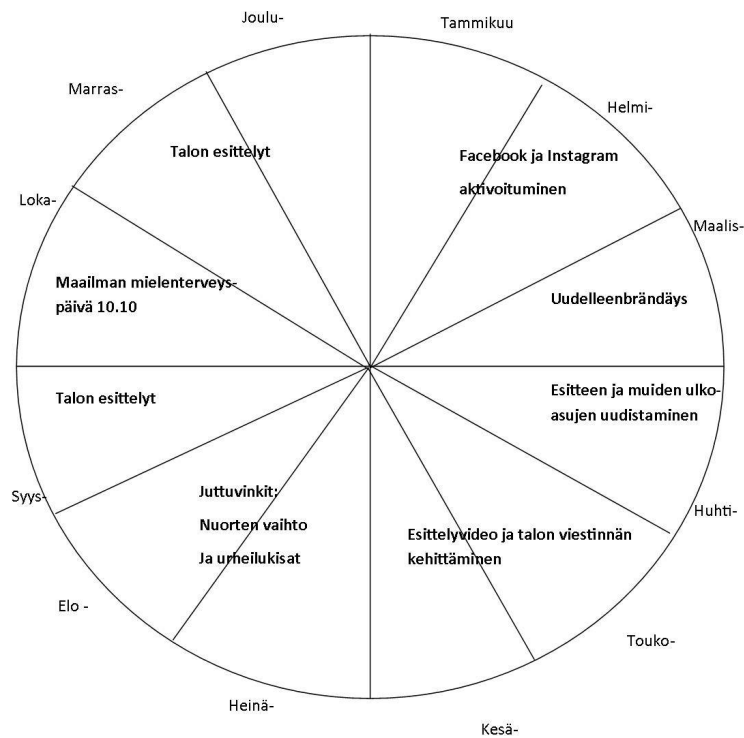 Joulu-
Tammikuu
Marras-
Helmi-
Talon esittelyt
Facebook ja Instagram
aktivoituminen
Loka-
Maalis-
Maailman mielenterveys-
päivä 10.10
Uudelleenbrändäys
Talon esittelyt
Esitteen ja muiden ulko-
asujen uudistaminen
Syys-
Juttuvinkit:
Nuorten vaihto
Ja urheilukisat
Huhti-
Esittelyvideo ja talon viestinnän
kehittäminen
Elo -
Touko-
Heinä-
Kesä-